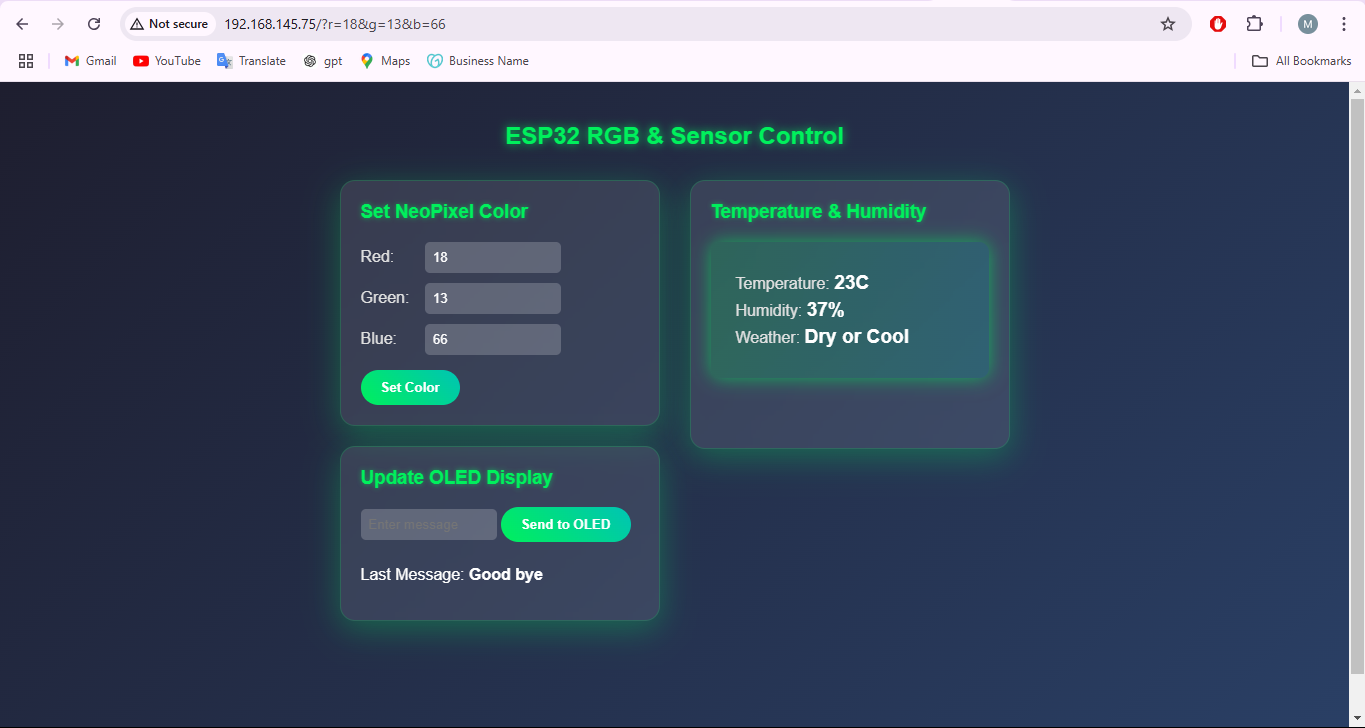 Not secure 192.168.145.75/?r=18&g=13&b=66 M
Gmail YouTube Translate gpt Maps Business Name All Bookmarks
ESP32 RGB & Sensor Control
Set NeoPixel Color
Red: 18
Green: 13
Blue: 66
Set Color
Temperature & Humidity
Temperature: 23C
Humidity: 37%
Weather: Dry or Cool
Update OLED Display
Enter message Send to OLED
Last Message: Good bye